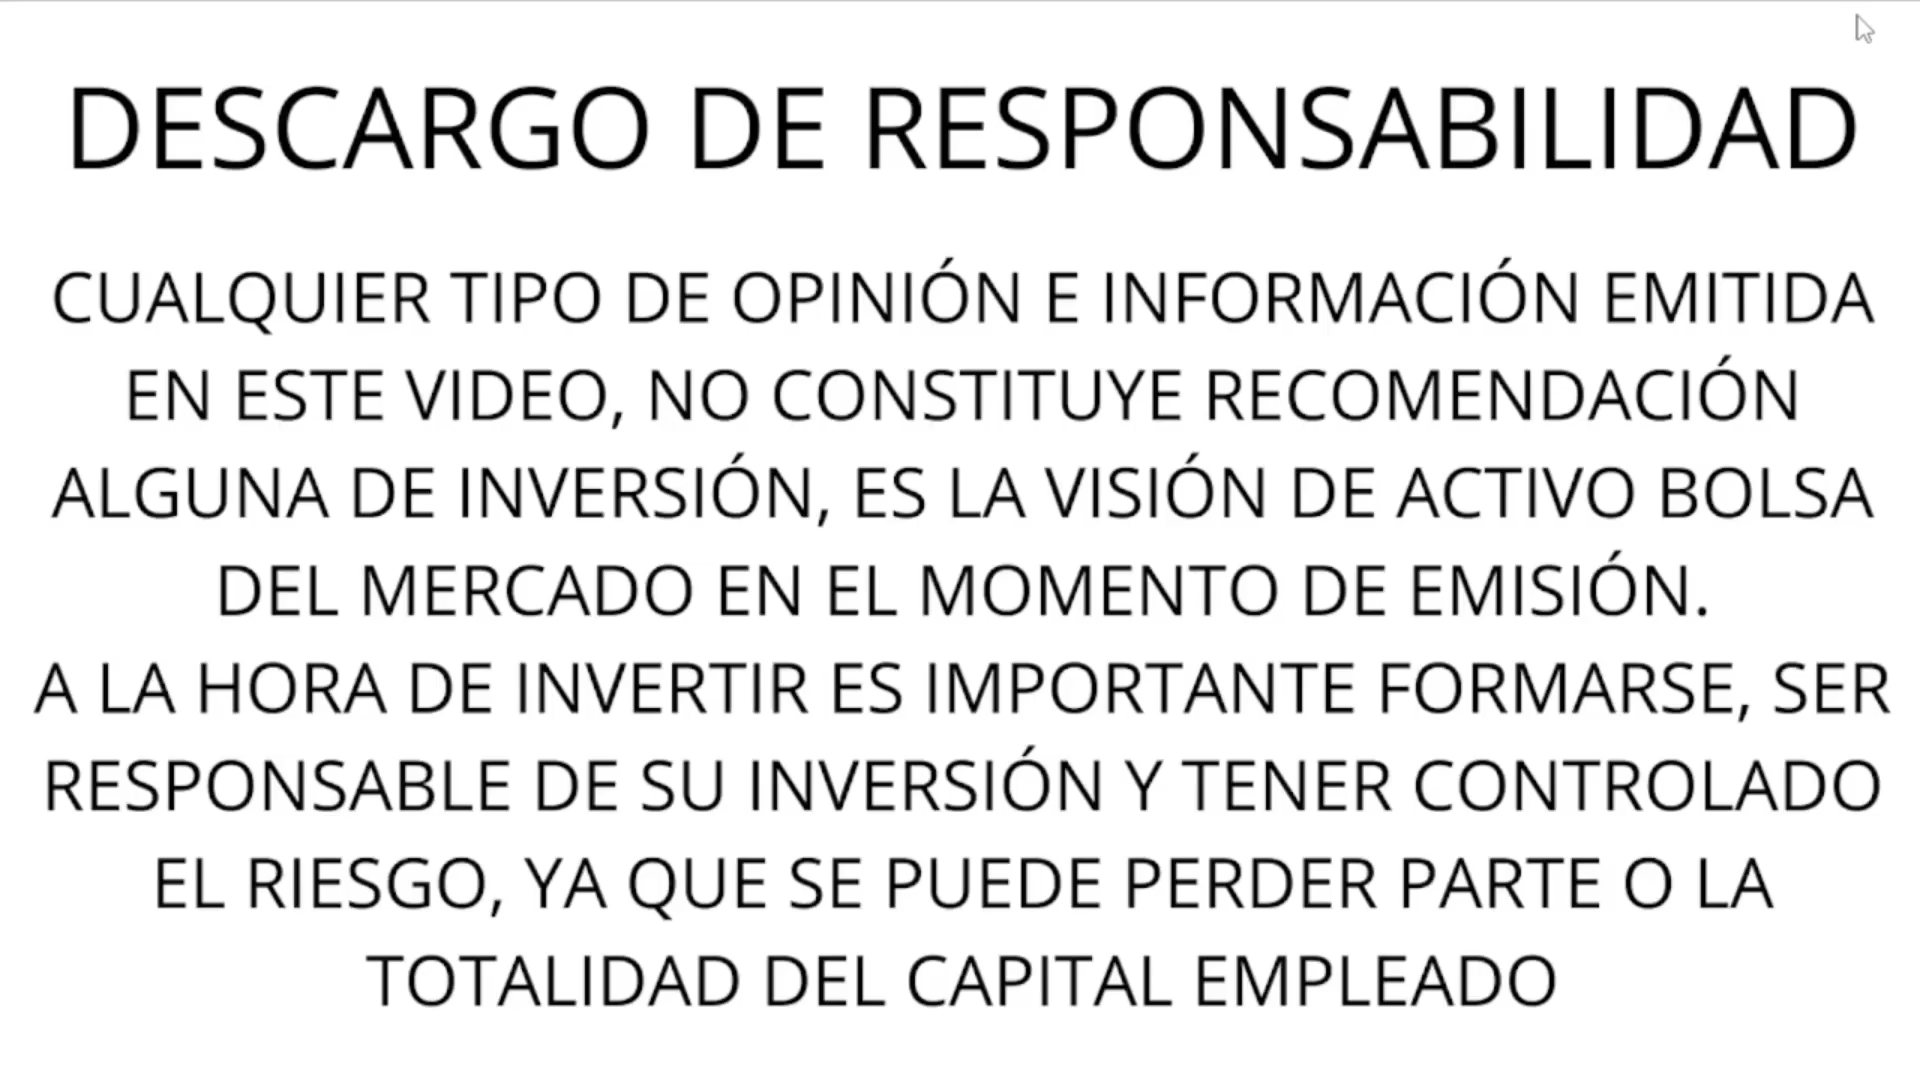 DESCARGO DE RESPONSABILIDAD
CUALQUIER TIPO DE OPINIÓN E INFORMACIÓN EMITIDA
EN ESTE VIDEO, NO CONSTITUYE RECOMENDACIÓN
ALGUNA DE INVERSIÓN, ES LA VISIÓN DE ACTIVO BOLSA
DEL MERCADO EN EL MOMENTO DE EMISIÓN.
A LA HORA DE INVERTIR ES IMPORTANTE FORMARSE, SER
RESPONSABLE DE SU INVERSIÓN Y TENER CONTROLADO
EL RIESGO, YA QUE SE PUEDE PERDER PARTE O LA
TOTALIDAD DEL CAPITAL EMPLEADO